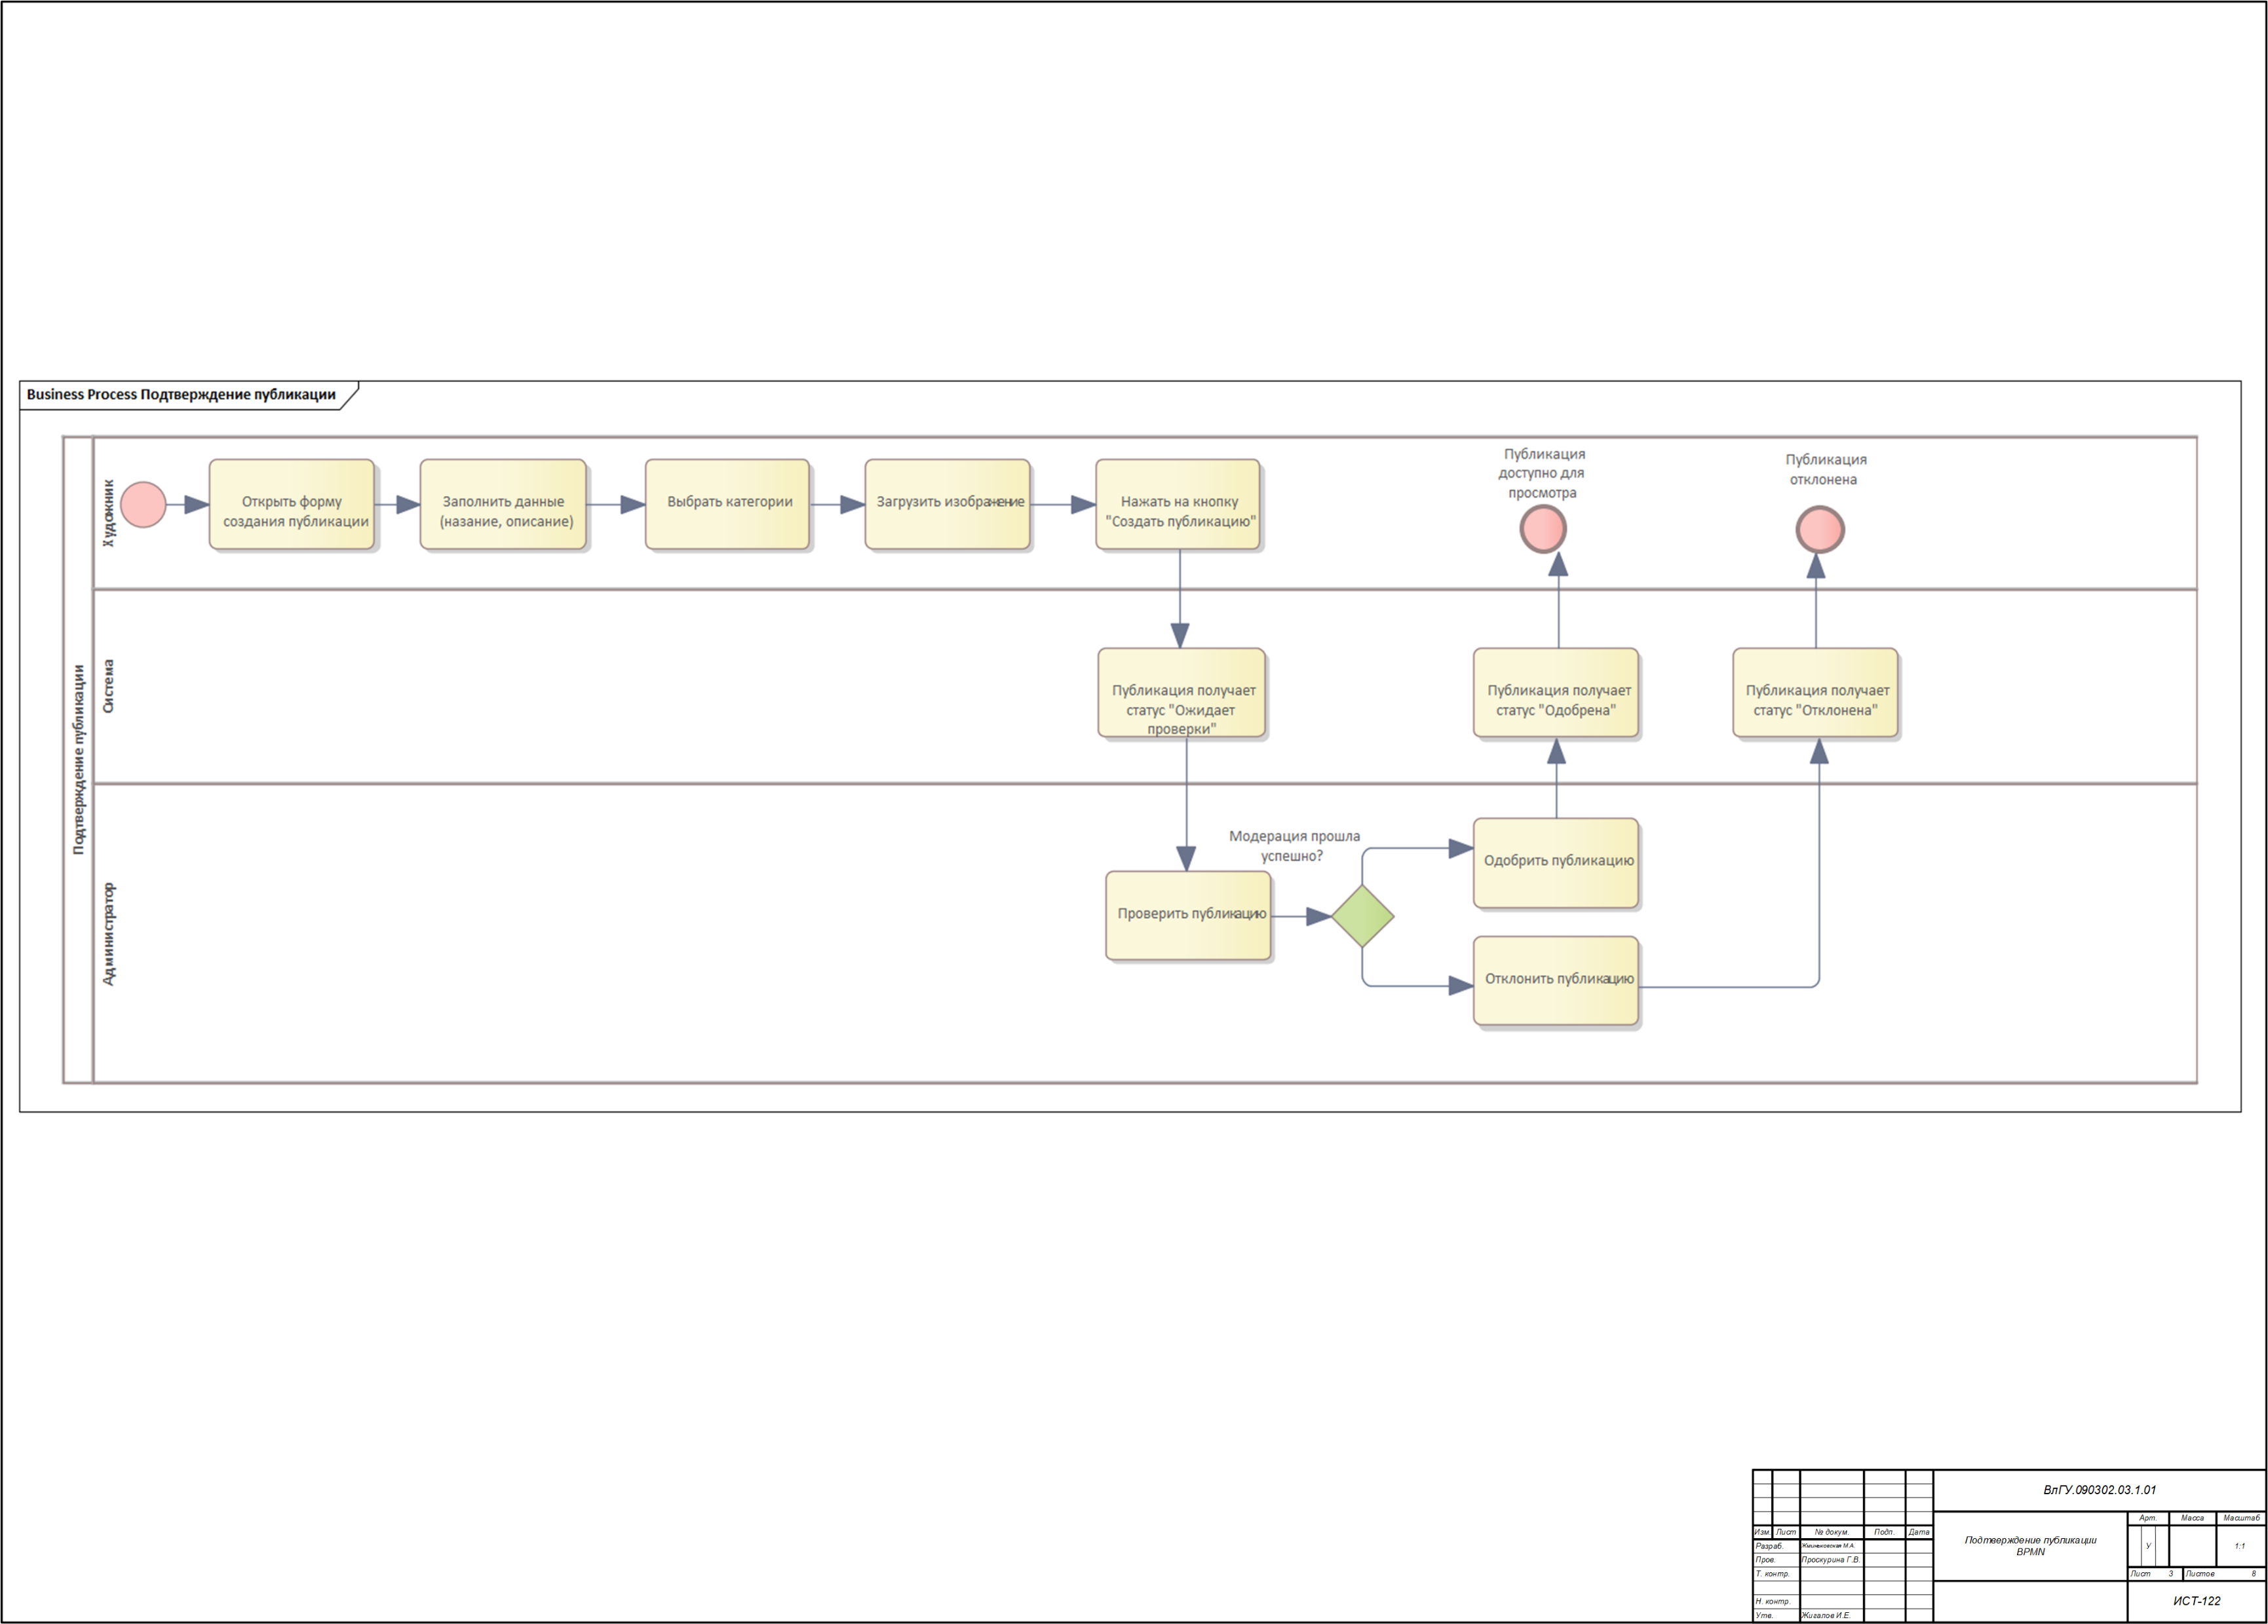 Business Process Подтверждение публикации
Подтверждение публикации
Художник
Открыть форму
создания публикации
Заполнить данные
(назание, описание)
Выбрать категории
Загрузить изображение
Нажать на кнопку
"Создать публикацию"
Публикация
доступно для
просмотра
Публикация
отклонена
Система
Публикация получает
статус "Ожидает
проверки"
Публикация получает
статус "Одобрена"
Публикация получает
статус "Отклонена"
Администратор
Проверить публикацию
Модерация прошла
успешно?
Одобрить публикацию
Отклонить публикацию
ВлГУ.090302.03.1.01
Изм. Лист № докум. Подп. Дата
Разраб. Жминьковская М.А.
Пров. Проскурина Г.В.
Т. контр.
Н. контр.
Утв. Жигалов И.Е.
Подтверждение публикации
BPMN
Арт. Масса Масштаб
У 1:1
Лист 3 Листов 8
ИСТ-122